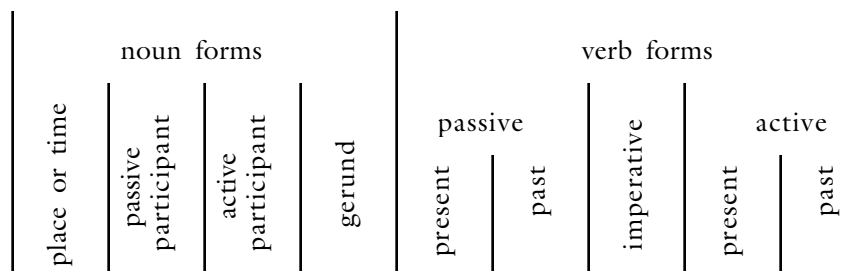 noun forms
verb forms
place or time
passive
participant
active
participant
gerund
passive
present
past
imperative
active
present
past